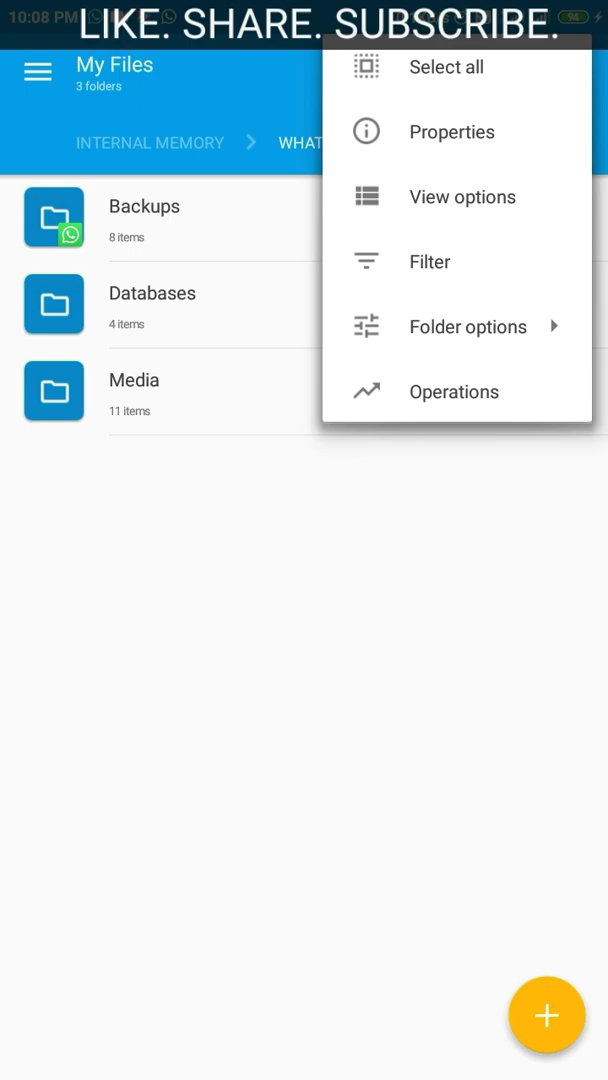 10:08 PM
94
LIKE. SHARE. SUBSCRIBE.
My Files
3 folders
INTERNAL MEMORY
WHAT
Backups
8 items
Databases
4 items
Media
11 items
Select all
Properties
View options
Filter
Folder options
Operations